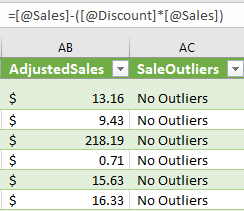 =[@Sales]-([@Discount]*[@Sales])
AB AC
AdjustedSales SaleOutliers
$ 13.16 No Outliers
$ 9.43 No Outliers
$ 218.19 No Outliers
$ 0.71 No Outliers
$ 15.63 No Outliers
$ 16.33 No Outliers